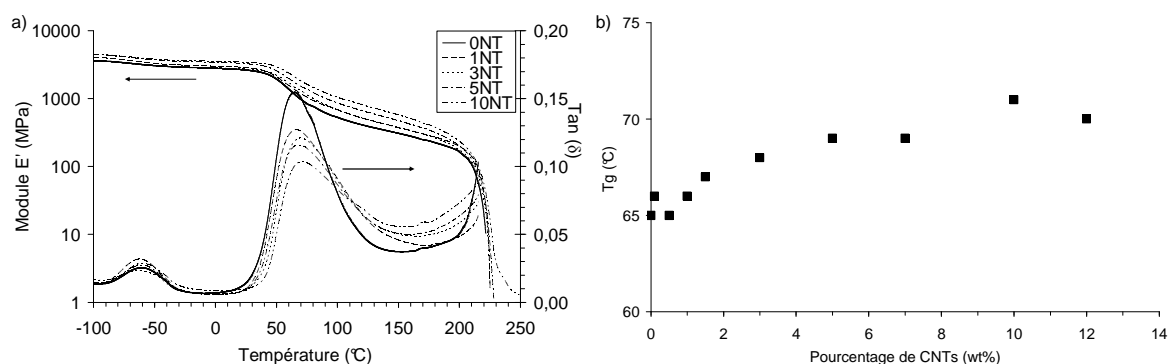 a)
10000
1000
100
10
1
Module E' (MPa)
0,20
0,15
0,10
0,05
0,00
Tan (δ)
0NT
1NT
3NT
5NT
10NT
-100 -50 0 50 100 150 200 250
Température (°C)
b)
75
70
65
60
Tg (°C)
0 2 4 6 8 10 12 14
Pourcentage de CNTs (wt%)